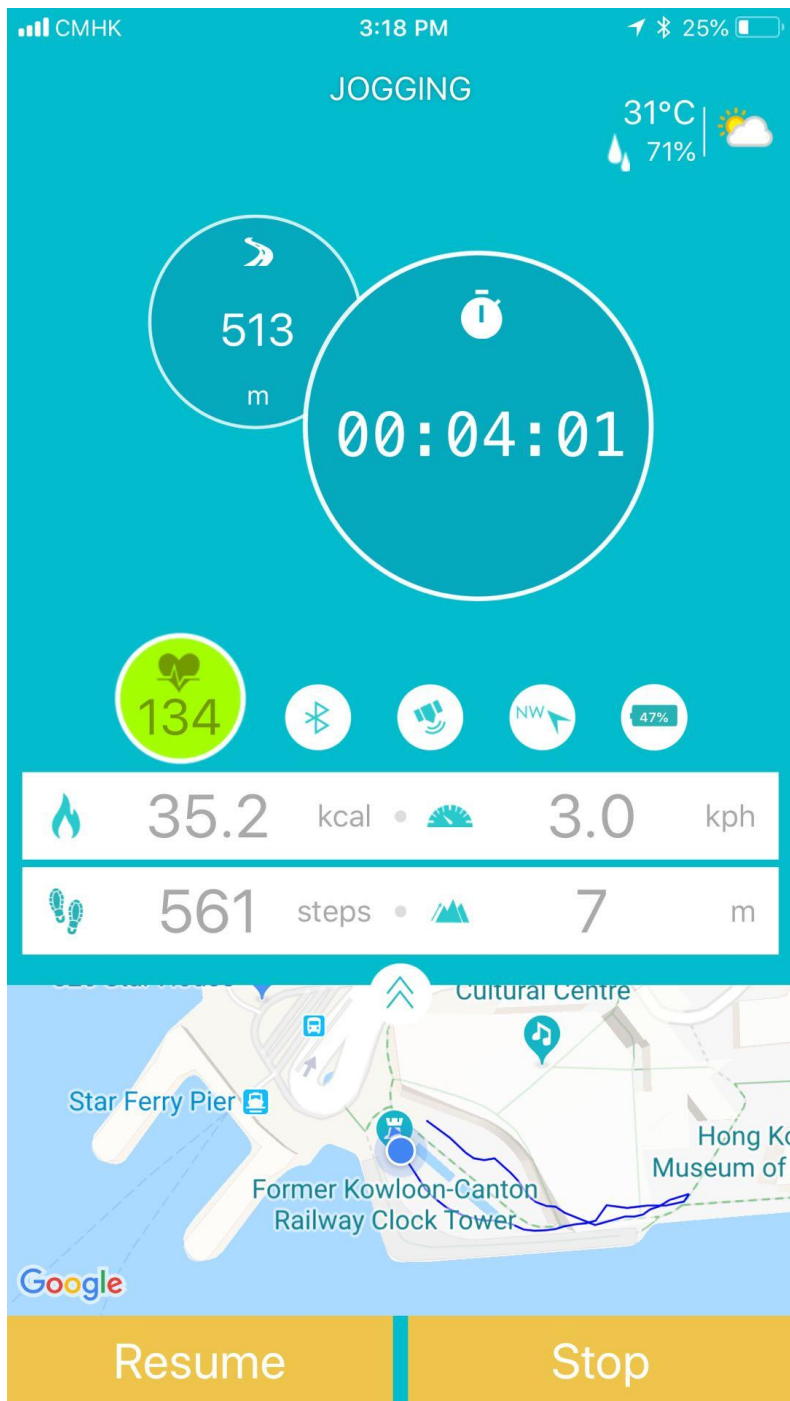 CMHK 3:18 PM 25%
JOGGING
31°C
71%
513
m
00:04:01
134
NW
47%
35.2 kcal 3.0 kph
561 steps 7 m
Cultural Centre
Star Ferry Pier
Hong Ko
Museum of
Former Kowloon-Canton
Railway Clock Tower
Google
Resume Stop